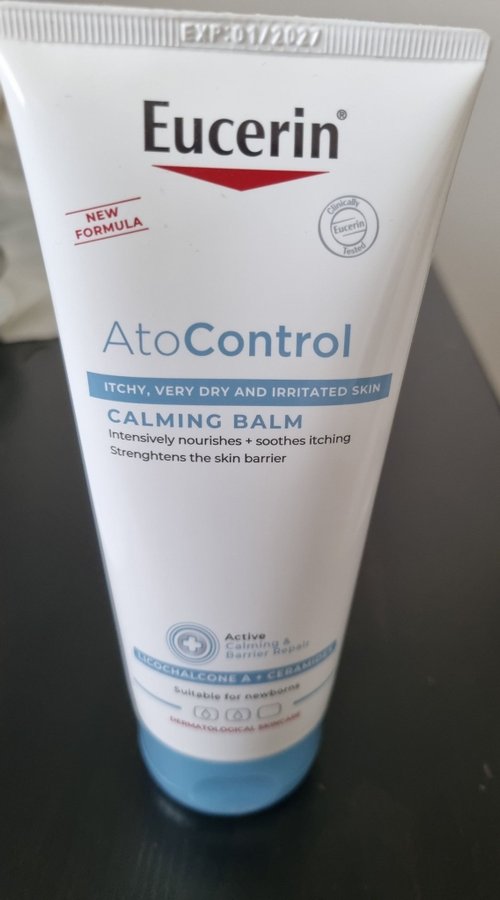 EXP:01/2027
Eucerin®
NEW
FORMULA
Clinically
Eucerin
Tested
AtoControl
ITCHY, VERY DRY AND IRRITATED SKIN
CALMING BALM
Intensively nourishes + soothes itching
Strenghtens the skin barrier
Active
Calming &
Barrier Repair
LICOCHALCONE A + CERAMIDES
Suitable for newborns
DERMATOLOGICAL SKINCARE